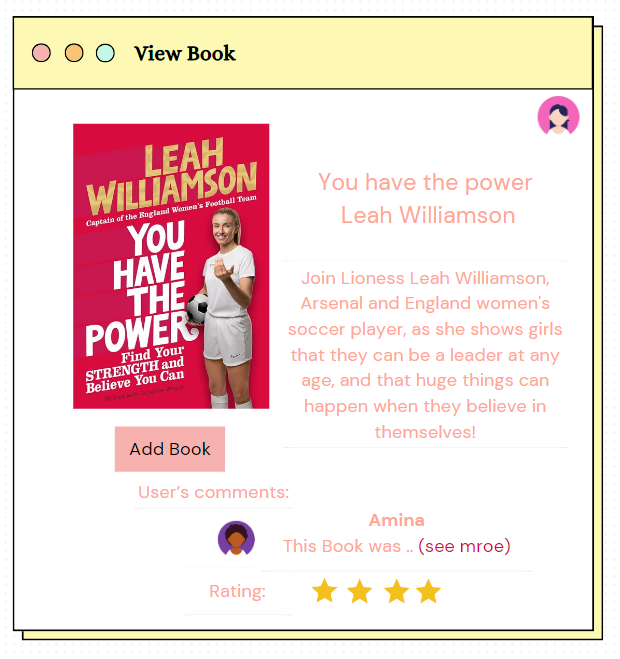 View Book
LEAH
WILLIAMSON
Captain of the England Women's Football Team
YOU
HAVE
THE
POWER
Find Your
STRENGTH and
Believe You Can
You have the power
Leah Williamson
Join Lioness Leah Williamson,
Arsenal and England women's
soccer player, as she shows girls
that they can be a leader at any
age, and that huge things can
happen when they believe in
themselves!
Add Book
User's comments:
Amina
This Book was .. (see mroe)
Rating: